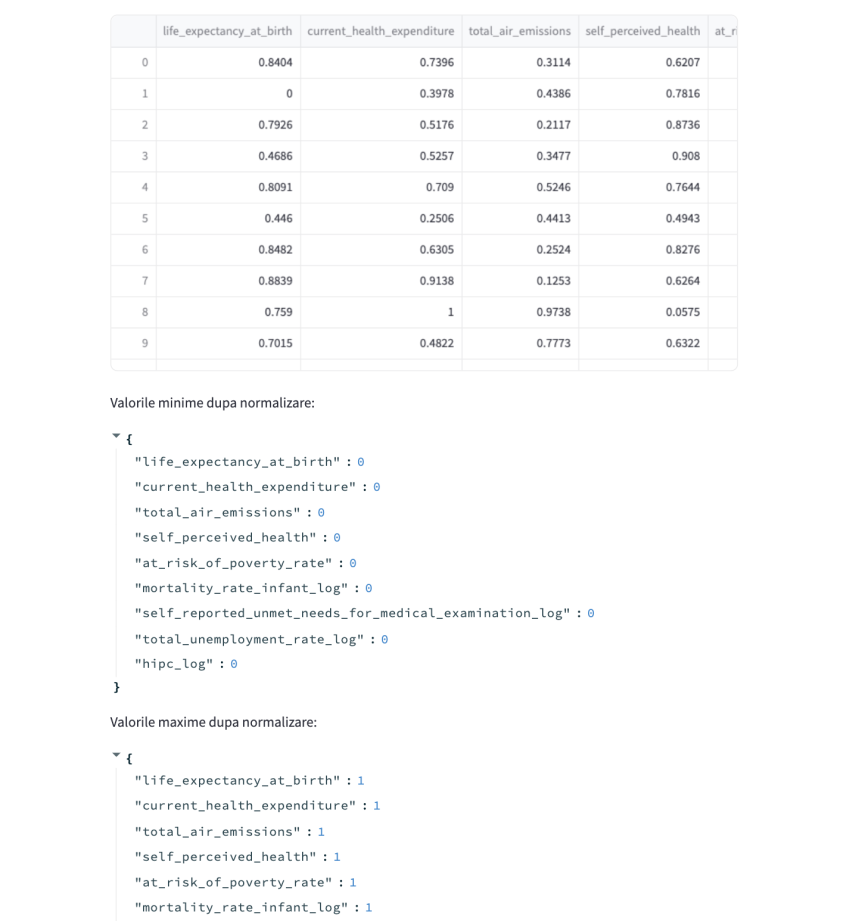 life_expectancy_at_birth current_health_expenditure total_air_emissions self_perceived_health
0 0.8404 0.7396 0.3114 0.6207
1 0 0.3978 0.4386 0.7816
2 0.7926 0.5176 0.2117 0.8736
3 0.4686 0.5257 0.3477 0.908
4 0.8091 0.709 0.5246 0.7644
5 0.446 0.2506 0.4413 0.4943
6 0.8482 0.6305 0.2524 0.8276
7 0.8839 0.9138 0.1253 0.6264
8 0.759 1 0.9738 0.0575
9 0.7015 0.4822 0.7773 0.6322
Valorile minime dupa normalizare:
{
"life_expectancy_at_birth" : 0
"current_health_expenditure" : 0
"total_air_emissions" : 0
"self_perceived_health" : 0
"at_risk_of_poverty_rate" : 0
"mortality_rate_infant_log" : 0
"self_reported_unmet_needs_for_medical_examination_log" : 0
"total_unemployment_rate_log" : 0
"hipc_log" : 0
}
Valorile maxime dupa normalizare:
{
"life_expectancy_at_birth" : 1
"current_health_expenditure" : 1
"total_air_emissions" : 1
"self_perceived_health" : 1
"at_risk_of_poverty_rate" : 1
"mortality_rate_infant_log" : 1